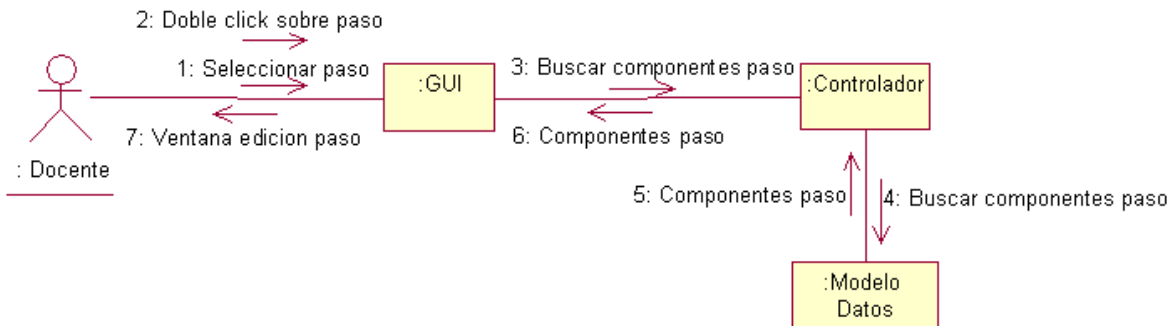 2: Doble click sobre paso
1: Seleccionar paso
:GUI
3: Buscar componentes paso
:Controlador
7: Ventana edicion paso
6: Componentes paso
: Docente
5: Componentes paso
4: Buscar componentes paso
:Modelo
Datos